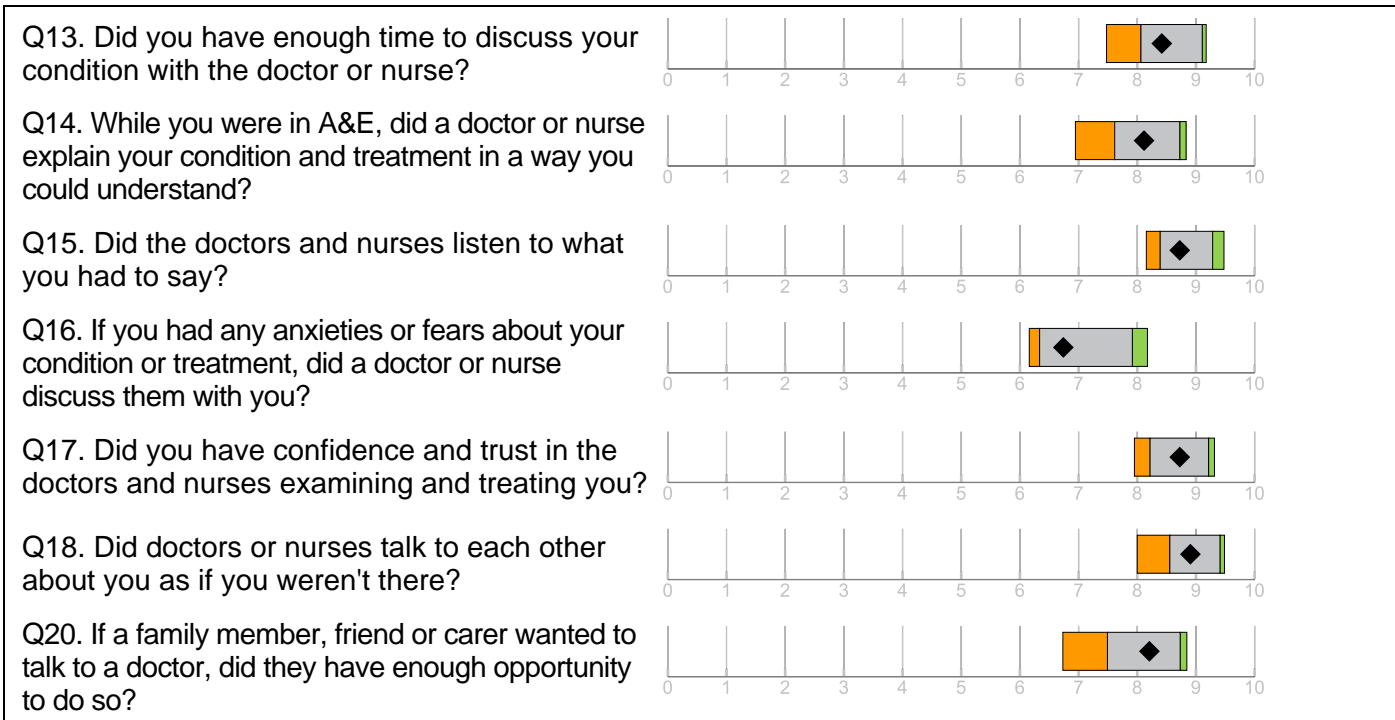 Q13. Did you have enough time to discuss your
condition with the doctor or nurse?
0 1 2 3 4 5 6 7 8 9 10
Q14. While you were in A&E, did a doctor or nurse
explain your condition and treatment in a way you
could understand?
0 1 2 3 4 5 6 7 8 9 10
Q15. Did the doctors and nurses listen to what
you had to say?
0 1 2 3 4 5 6 7 8 9 10
Q16. If you had any anxieties or fears about your
condition or treatment, did a doctor or nurse
discuss them with you?
0 1 2 3 4 5 6 7 8 9 10
Q17. Did you have confidence and trust in the
doctors and nurses examining and treating you?
0 1 2 3 4 5 6 7 8 9 10
Q18. Did doctors or nurses talk to each other
about you as if you weren't there?
0 1 2 3 4 5 6 7 8 9 10
Q20. If a family member, friend or carer wanted to
talk to a doctor, did they have enough opportunity
to do so?
0 1 2 3 4 5 6 7 8 9 10